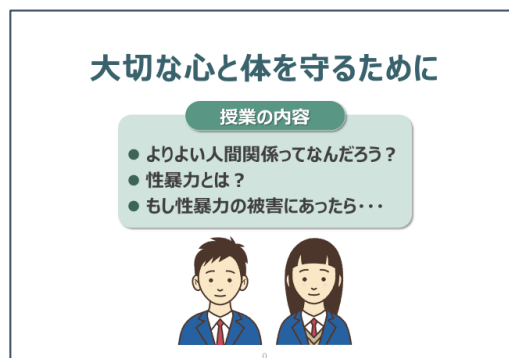 大切な心と体を守るために
授業の内容
● よりよい人間関係ってなんだろう？
● 性暴力とは？
● もし性暴力の被害にあったら・・・
0